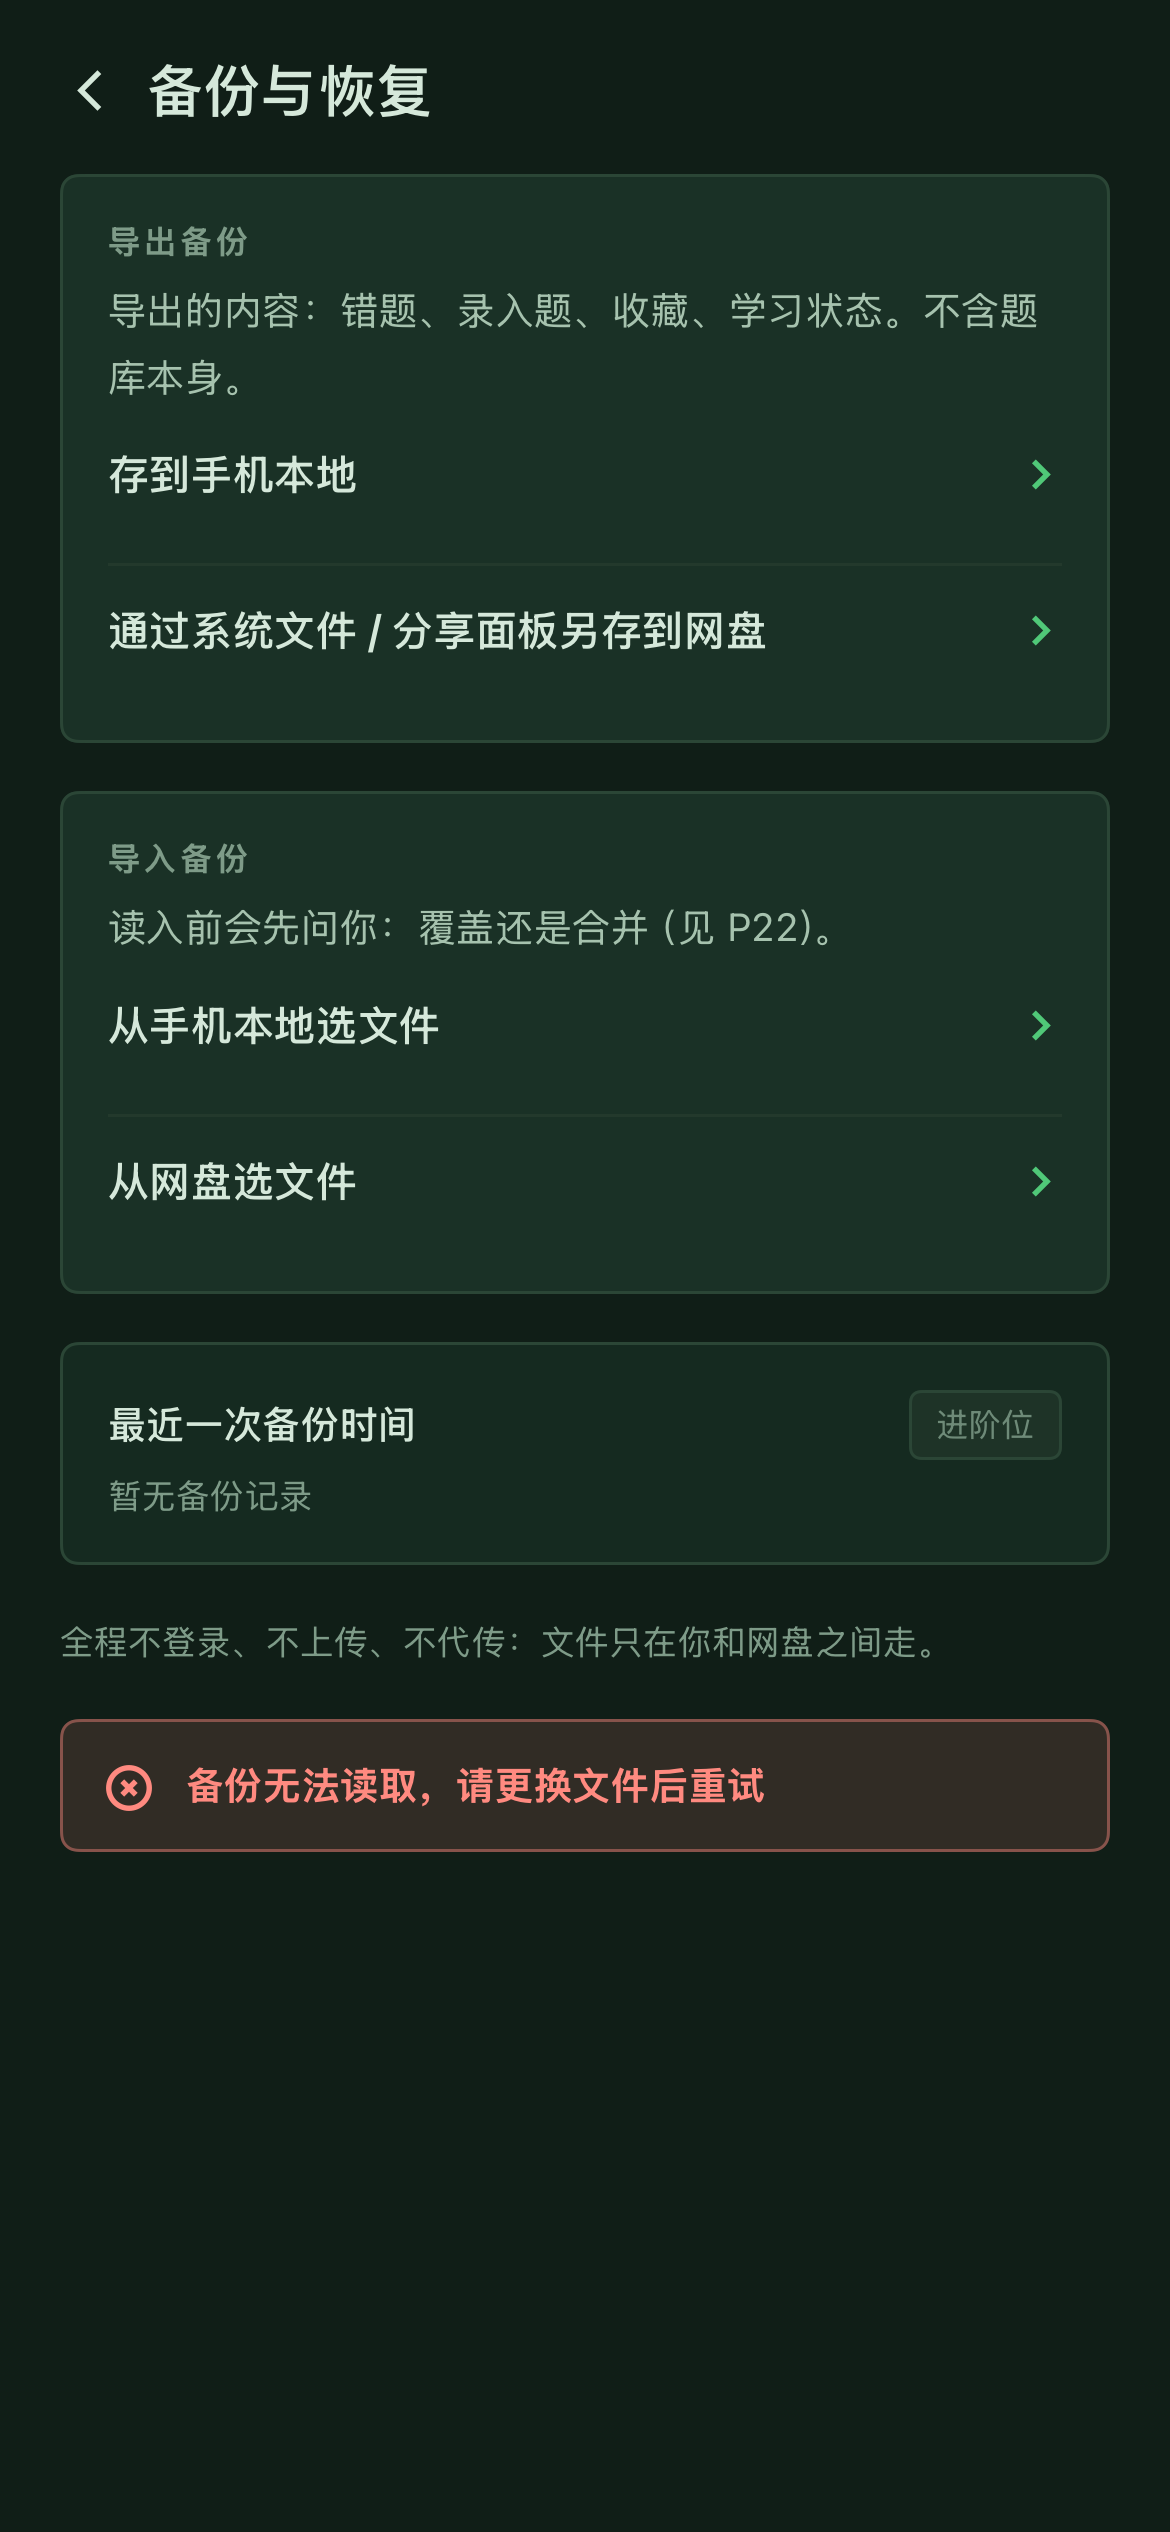 备份与恢复
导出备份
导出的内容：错题、录入题、收藏、学习状态。不含题
库本身。
存到手机本地
通过系统文件 / 分享面板另存到网盘
导入备份
读入前会先问你：覆盖还是合并（见 P22）。
从手机本地选文件
从网盘选文件
最近一次备份时间
进阶位
暂无备份记录
全程不登录、不上传、不代传：文件只在你和网盘之间走。
备份无法读取，请更换文件后重试